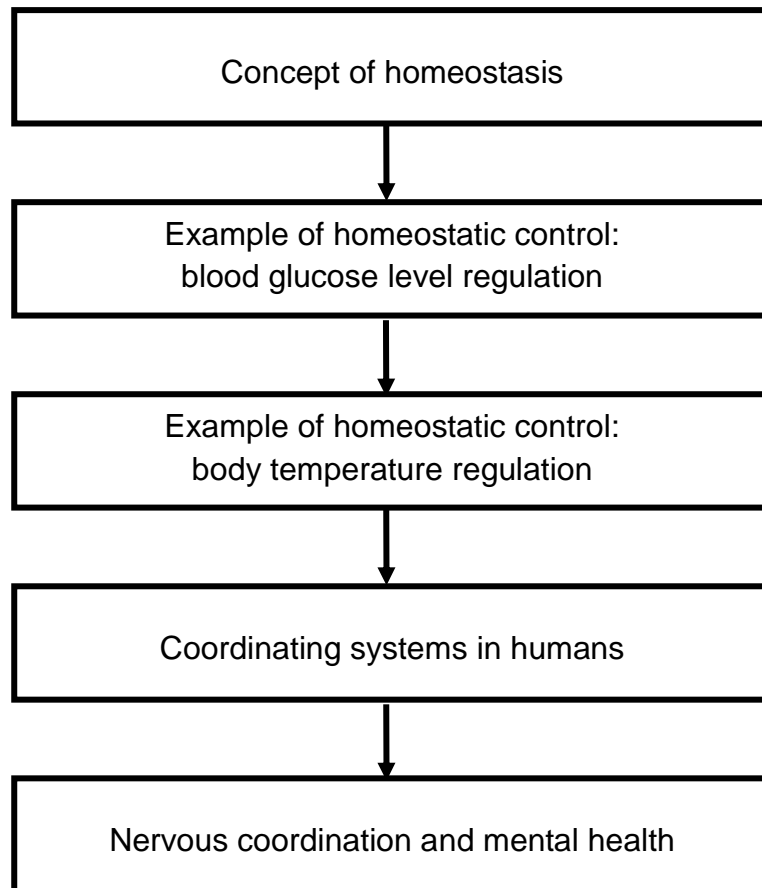 Concept of homeostasis
Example of homeostatic control:
blood glucose level regulation
Example of homeostatic control:
body temperature regulation
Coordinating systems in humans
Nervous coordination and mental health